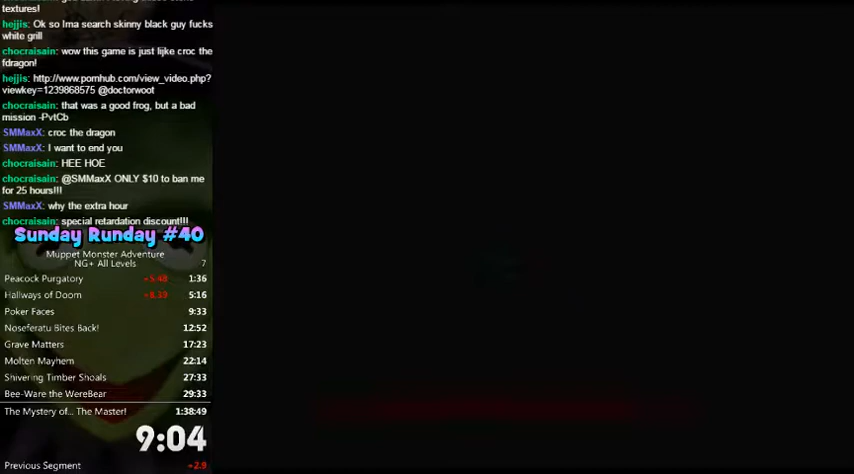 textures!
hejjis: Ok so Ima search skinny black guy fucks
white grill
chocraisain: wow this game is just lijke croc the
fdragon!
hejjis: http://www.pornhub.com/view_video.php?
viewkey=1239868575 @doctorwoot
chocraisain: that was a good frog, but a bad
mission -PvtCb
SMMaxX: croc the dragon
SMMaxX: I want to end you
chocraisain: HEE HOE
chocraisain: @SMMaxX ONLY $10 to ban me
for 25 hours!!!
SMMaxX: why the extra hour
chocraisain: special retardation discount!!!
Sunday Runday #40
Muppet Monster Adventure
NG+ All Levels 7
Peacock Purgatory +5.48 1:36
Hallways of Doom +8.39 5:16
Poker Faces 9:33
Noseferatu Bites Back! 12:52
Grave Matters 17:23
Molten Mayhem 22:14
Shivering Timber Shoals 27:33
Bee-Ware the WereBear 29:33
The Mystery of... The Master! 1:38:49
9:04
Previous Segment +2.9